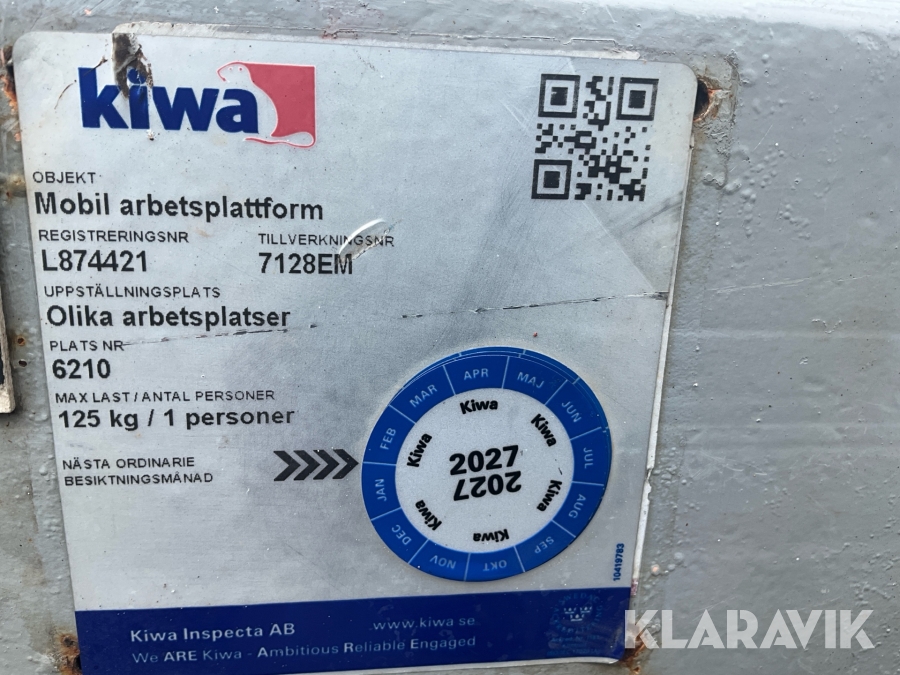 kiwa
OBJEKT
Mobil arbetsplattform
REGISTRERINGSNR TILLVERKNINGSNR
L874421 7128EM
UPPSTÄLLNINGSPLATS
Olika arbetsplatser
PLATS NR
6210
MAX LAST / ANTAL PERSONER
125 kg / 1 personer
NÄSTA ORDINARIE
BESIKTNINGSMÅNAD
JAN FEB MAR APR MAJ JUN JUL AUG SEP OKT NOV DEC
Kiwa Kiwa Kiwa Kiwa Kiwa Kiwa
2027
2027
10419783
Kiwa Inspecta AB www.kiwa.se
We ARE Kiwa - Ambitious Reliable Engaged
KLARAVIK